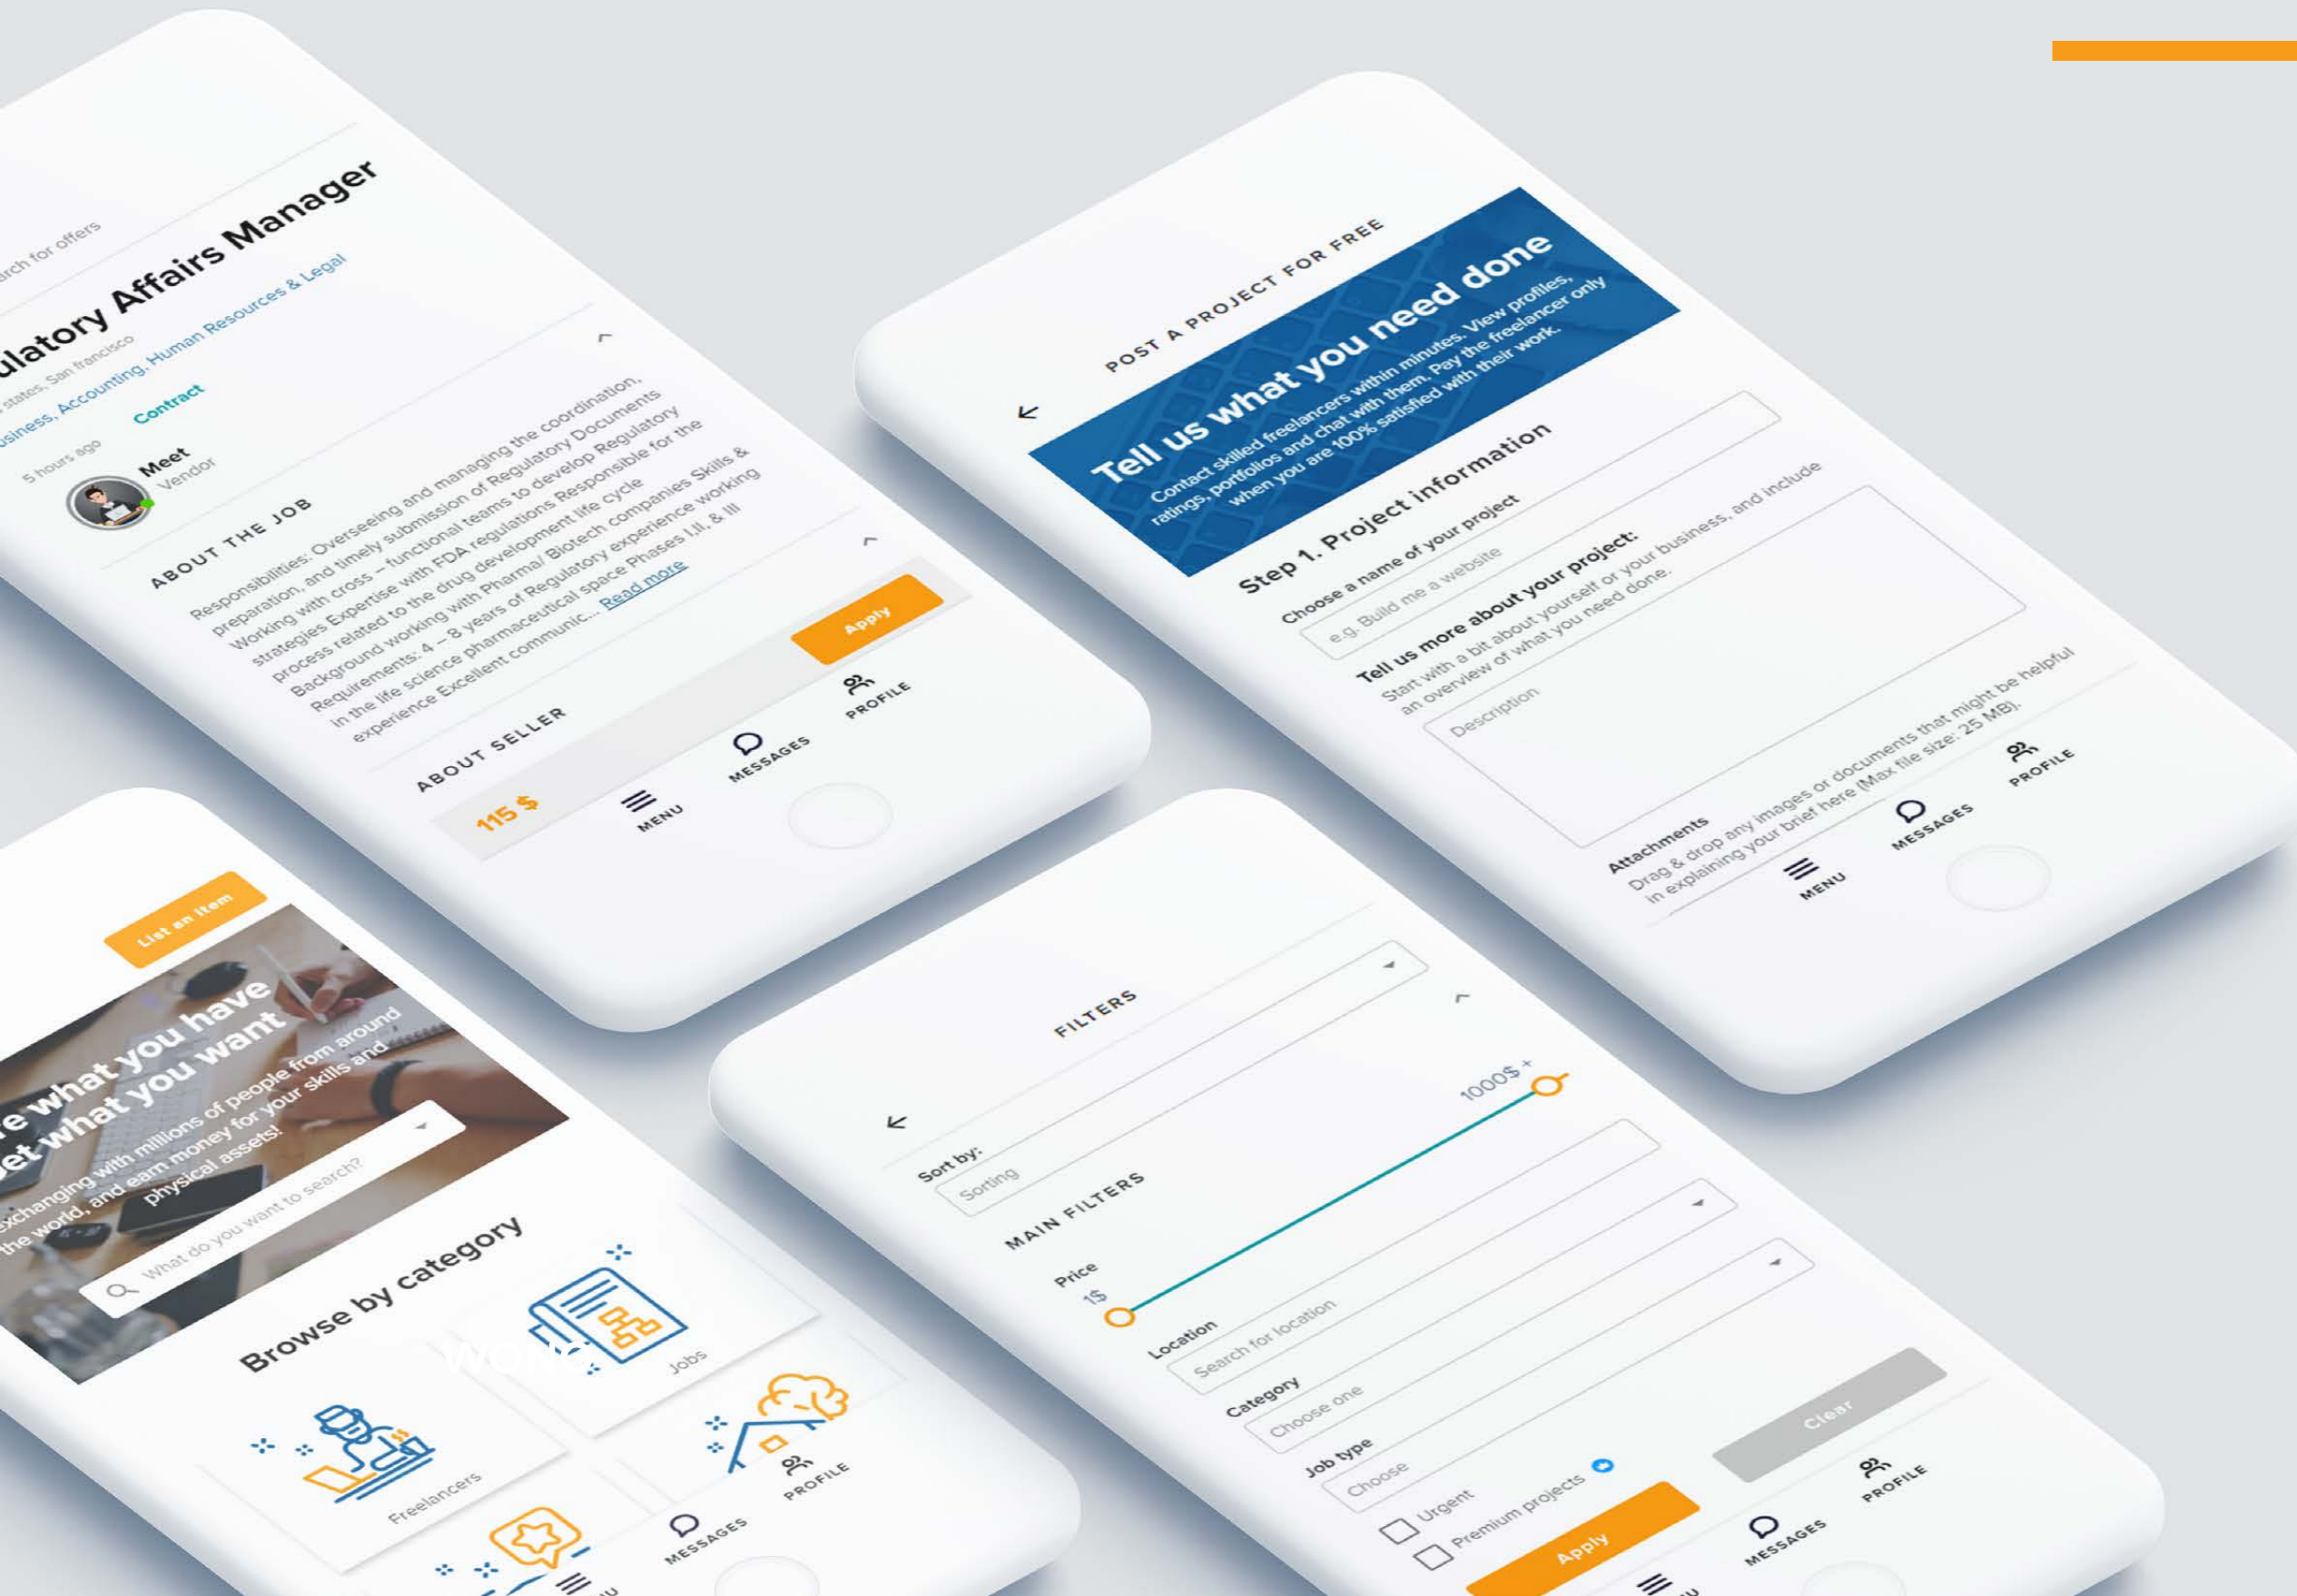 arch for offers
ulatory Affairs Manager
states, San francisco
usiness, Accounting, Human Resources & Legal
5 hours ago
Contract
Meet
Vendor
ABOUT THE JOB
Responsibilities: Overseeing and managing the coordination,
preparation, and timely submission of Regulatory Documents
Working with cross – functional teams to develop Regulatory
strategies Expertise with FDA regulations Responsible for the
process related to the drug development life cycle
Background working with Pharma/ Biotech companies Skills &
Requirements: 4 – 8 years of Regulatory experience working
in the life science pharmaceutical space Phases I,II, & III
experience Excellent communic... Read more
ABOUT SELLER
115 $
Apply
MENU
MESSAGES
PROFILE
POST A PROJECT FOR FREE
Tell us what you need done
Contact skilled freelancers within minutes. View profiles,
ratings, portfolios and chat with them. Pay the freelancer only
when you are 100% satisfied with their work.
Step 1. Project information
Choose a name of your project
e.g. Build me a website
Tell us more about your project:
Start with a bit about yourself or your business, and include
an overview of what you need done.
Description
Attachments
Drag & drop any images or documents that might be helpful
in explaining your brief here (Max file size: 25 MB).
MENU
MESSAGES
PROFILE
List an item
re what you have
et what you want
exchanging with millions of people from around
the world, and earn money for your skills and
physical assets!
What do you want to search?
Browse by category
Freelancers
Jobs
MESSAGES
PROFILE
FILTERS
Sort by:
Sorting
MAIN FILTERS
Price
1$
1000$ +
Location
Search for location
Category
Choose one
Job type
Choose
Urgent
Premium projects
Apply
Clear
MESSAGES
PROFILE